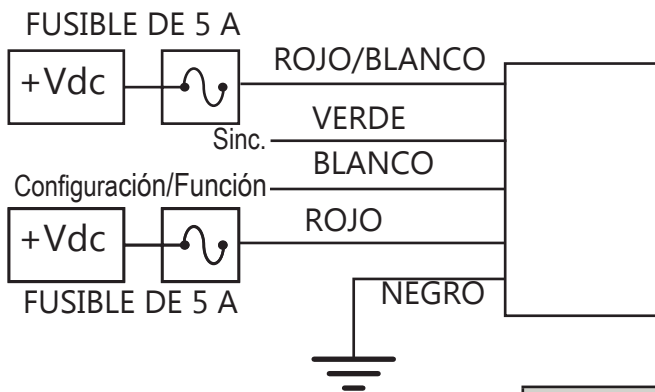 FUSIBLE DE 5 A
+Vdc
ROJO/BLANCO
Sinc.
VERDE
BLANCO
Configuración/Función
+Vdc
ROJO
FUSIBLE DE 5 A
NEGRO